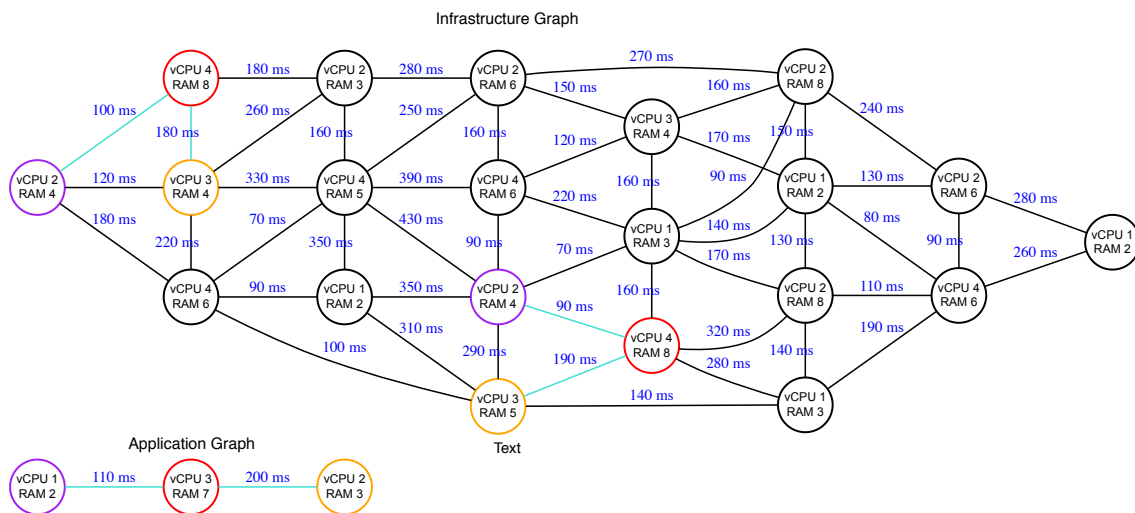 Infrastructure Graph
270 ms
180 ms
280 ms
vCPU 4
RAM 8
vCPU 2
RAM 3
vCPU 2
RAM 6
vCPU 2
RAM 8
150 ms
160 ms
100 ms
260 ms
250 ms
240 ms
vCPU 3
RAM 4
180 ms
160 ms
160 ms
120 ms
170 ms
150 ms
120 ms
330 ms
390 ms
90 ms
130 ms
vCPU 2
RAM 4
vCPU 3
RAM 4
vCPU 4
RAM 5
vCPU 4
RAM 6
160 ms
vCPU 1
RAM 2
vCPU 2
RAM 6
280 ms
180 ms
70 ms
430 ms
220 ms
140 ms
80 ms
vCPU 1
RAM 3
220 ms
350 ms
90 ms
70 ms
170 ms
130 ms
90 ms
260 ms
vCPU 1
RAM 2
90 ms
350 ms
110 ms
vCPU 4
RAM 6
vCPU 1
RAM 2
vCPU 2
RAM 4
160 ms
vCPU 2
RAM 8
vCPU 4
RAM 6
310 ms
90 ms
320 ms
190 ms
100 ms
290 ms
190 ms
vCPU 4
RAM 8
280 ms
140 ms
140 ms
vCPU 3
RAM 5
vCPU 1
RAM 3
Text
Application Graph
110 ms
200 ms
vCPU 1
RAM 2
vCPU 3
RAM 7
vCPU 2
RAM 3